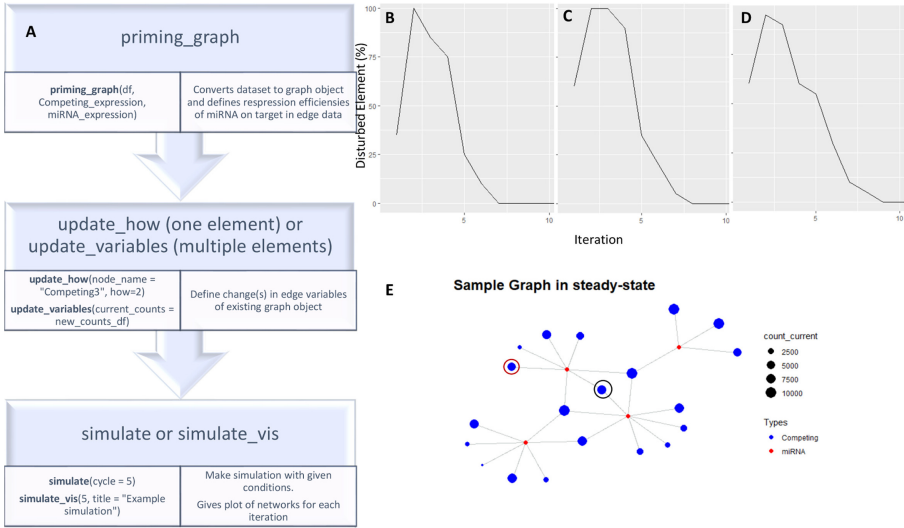 A
priming_graph
priming_graph(df,
Competing_expression,
miRNA_expression)
Converts dataset to graph object
and defines respression efficiensies
of miRNA on target in edge data
update_how (one element) or
update_variables (multiple elements)
update_how(node_name =
"Competing3", how=2)
update_variables(current_counts =
new_counts_df)
Define change(s) in edge variables
of existing graph object
simulate or simulate_vis
simulate(cycle = 5)
simulate_vis(5, title = "Example
simulation")
Make simulation with given
conditions.
Gives plot of networks for each
iteration
B
C
D
Disturbed Element (%)
100
75
50
25
0
5
10
5
10
5
10
Iteration
E
Sample Graph in steady-state
count_current
2500
5000
7500
10000
Types
Competing
miRNA